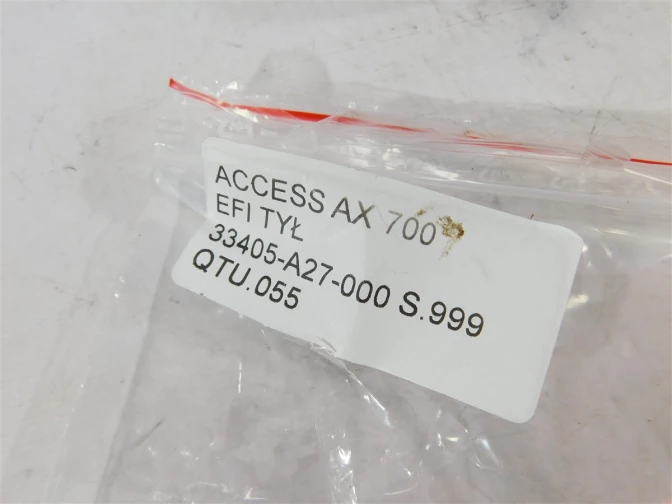 ACCESS AX 700
EFI TYŁ
33405-A27-000 S.999
QTU.055